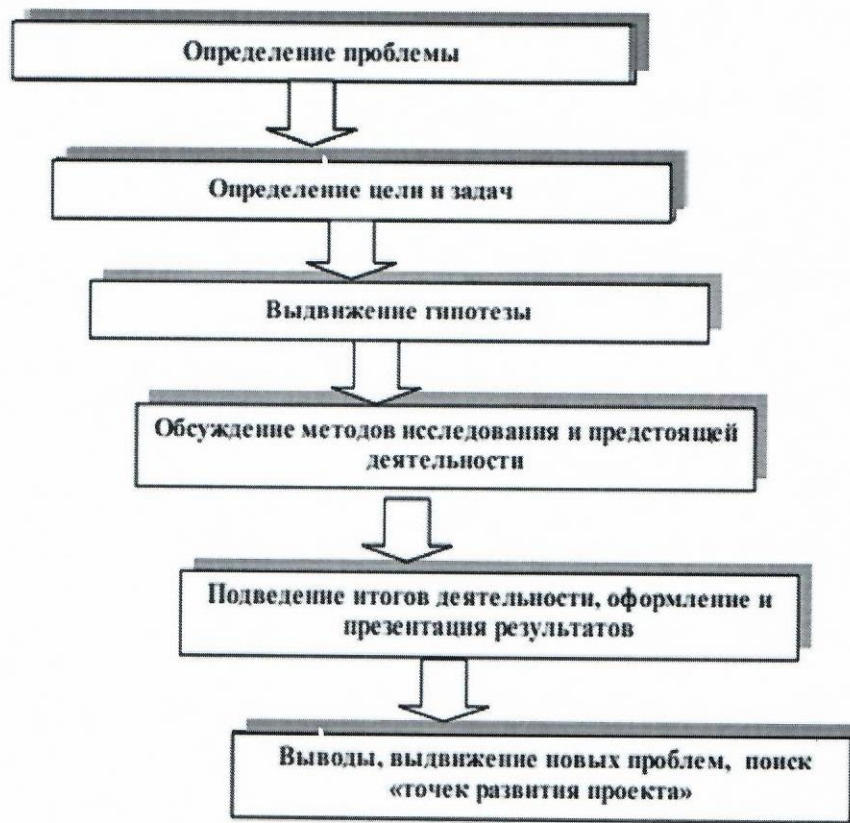 Определение проблемы
Определение цели и задач
Выдвижение гипотезы
Обсуждение методов исследования и предстоящей
деятельности
Подведение итогов деятельности, оформление и
презентация результатов
Выводы, выдвижение новых проблем, поиск
«точек развития проекта»